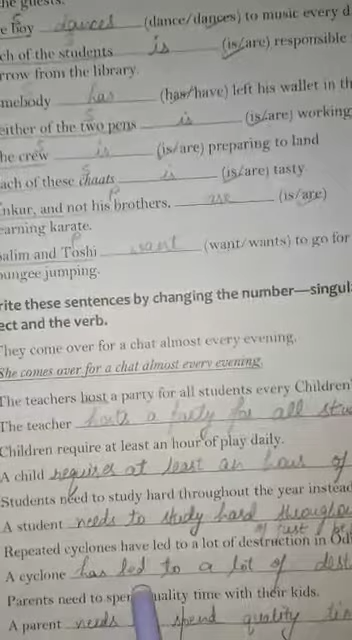 the guests.
e boy dances (dance/dances) to music every d
ch of the students is (is/are) responsible
rrow from the library.
mebody has (has/have) left his wallet in th
either of the two pens is (is/are) working
he crew is (is/are) preparing to land
ach of these chaats is (is/are) tasty
nkur, and not his brothers, are (is/are)
earning karate.
alim and Toshi want (want/wants) to go for
bungee jumping.
rite these sentences by changing the number—singul
ect and the verb.
They come over for a chat almost every evening.
She comes over for a chat almost every evening.
The teachers host a party for all students every Children'
The teacher hosts a party for all stu
Children require at least an hour of play daily.
A child requires at least an hour of
Students need to study hard throughout the year instead
A student needs to study hard throughou
of just be
Repeated cyclones have led to a lot of destruction in Od
A cyclone has led to a lot of dest
Parents need to spen uality time with their kids.
A parent needs spend quality tim